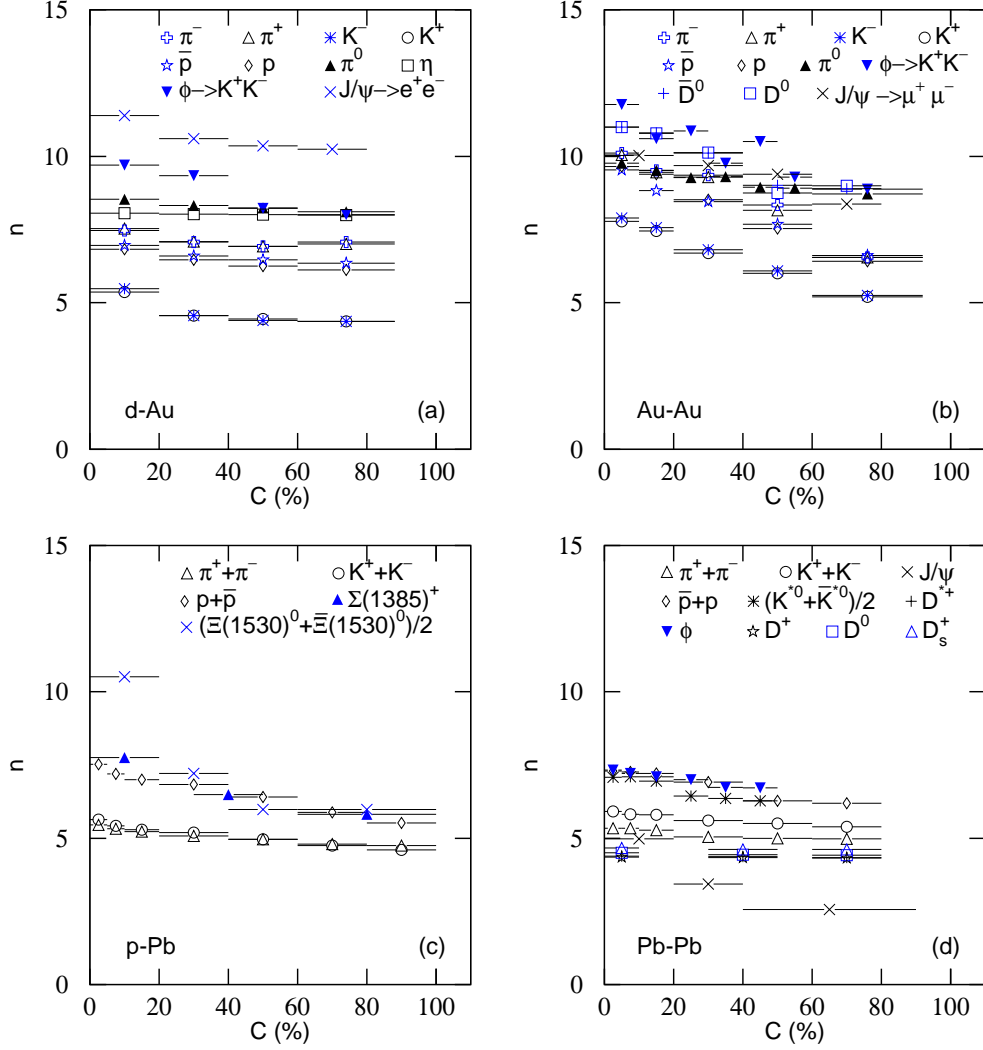 15
π⁻ π⁺ K⁻ K⁺
p̅ p π⁰ η
ϕ–>K⁺K⁻ J/ψ–>e⁺e⁻
10
n
5
d-Au (a)
0
0 20 40 60 80 100
C (%)
15
π⁻ π⁺ K⁻ K⁺
p̅ p π⁰ ϕ–>K⁺K⁻
D̅⁰ D⁰ J/ψ –>μ⁺ μ⁻
10
n
5
Au-Au (b)
0
0 20 40 60 80 100
C (%)
15
π⁺+π⁻ K⁺+K⁻
p+p̅ Σ(1385)⁺
(Ξ(1530)⁰+Ξ̅(1530)⁰)/2
10
n
5
p-Pb (c)
0
0 20 40 60 80 100
C (%)
15
π⁺+π⁻ K⁺+K⁻ J/ψ
p̅+p (K*⁰+K̅*⁰)/2 D*⁺
ϕ D⁺ D⁰ Dₛ⁺
10
n
5
Pb-Pb (d)
0
0 20 40 60 80 100
C (%)